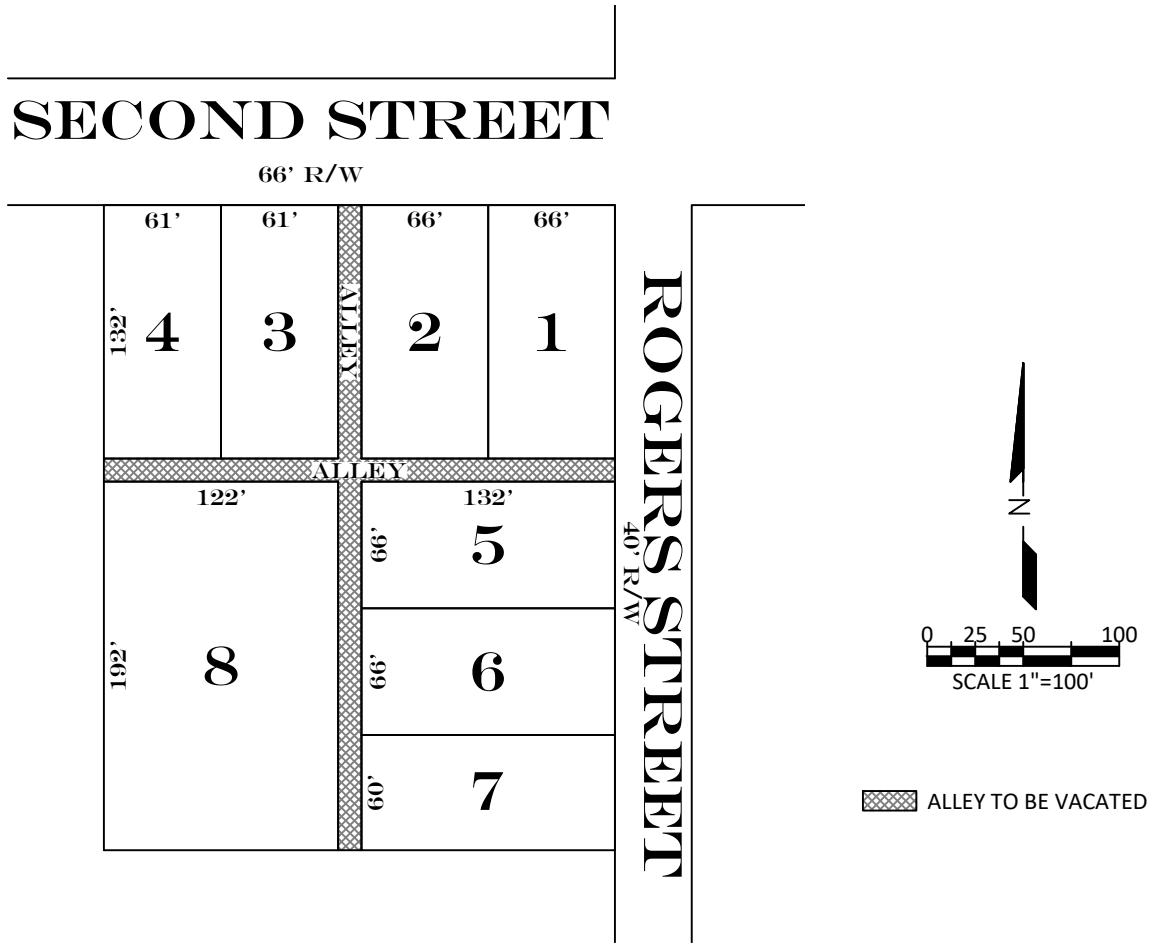 SECOND STREET
66' R/W
61'
61'
66'
66'
132'
4
3
ALLEY
2
1
ALLEY
122'
132'
192'
8
66'
5
66'
6
60'
7
ROGERS STREET
40' R/W
N
0 25 50 100
SCALE 1"=100'
ALLEY TO BE VACATED